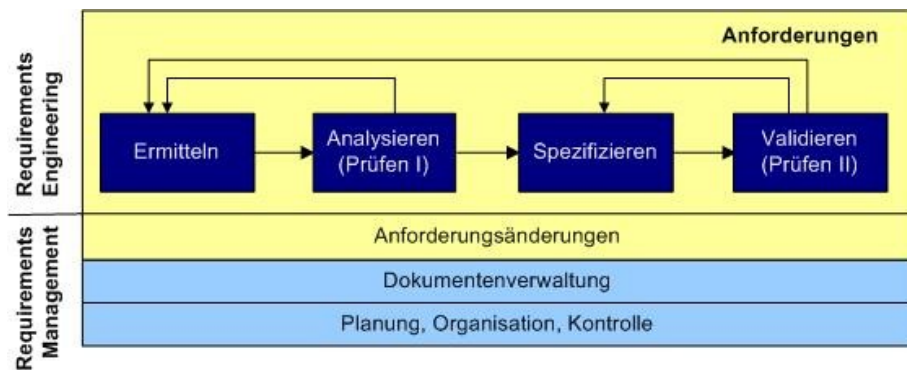 Requirements
Engineering
Anforderungen
Ermitteln
Analysieren
(Prüfen I)
Spezifizieren
Validieren
(Prüfen II)
Requirements
Management
Anforderungsänderungen
Dokumentenverwaltung
Planung, Organisation, Kontrolle